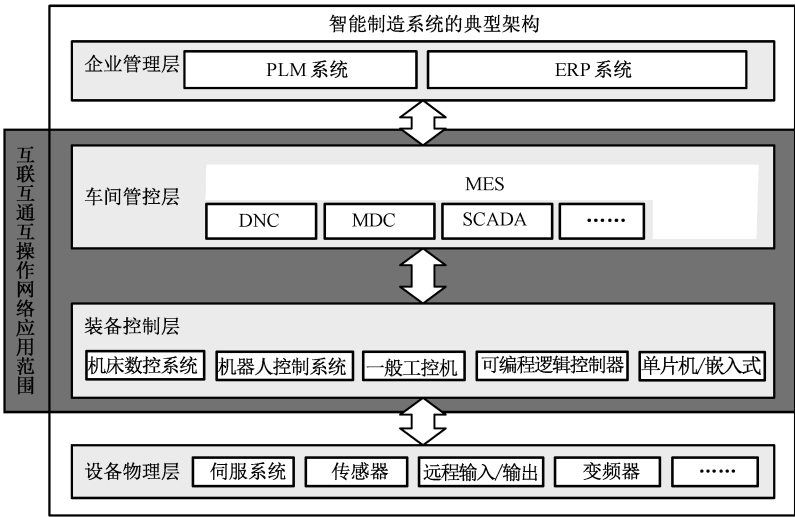 智能制造系统的典型架构
企业管理层
PLM 系统
ERP 系统
互联互通互操作网络应用范围
车间管控层
MES
DNC
MDC
SCADA
……
装备控制层
机床数控系统
机器人控制系统
一般工控机
可编程逻辑控制器
单片机/嵌入式
设备物理层
伺服系统
传感器
远程输入/输出
变频器
……